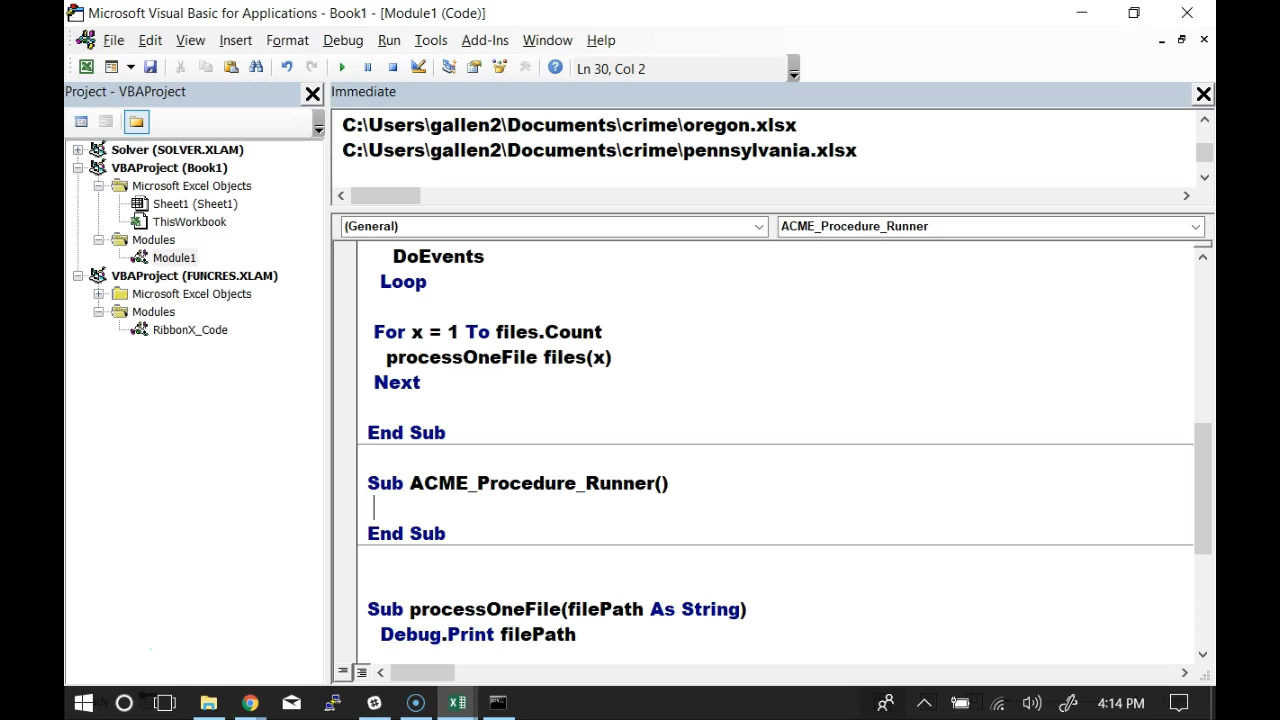 Microsoft Visual Basic for Applications - Book1 - [Module1 (Code)]
File Edit View Insert Format Debug Run Tools Add-Ins Window Help
Ln 30, Col 2
Project - VBAProject
Immediate
Solver (SOLVER.XLAM)
VBAProject (Book1)
Microsoft Excel Objects
Sheet1 (Sheet1)
ThisWorkbook
Modules
Module1
VBAProject (FUNCRES.XLAM)
Microsoft Excel Objects
Modules
RibbonX_Code
C:\Users\gallen2\Documents\crime\oregon.xlsx
C:\Users\gallen2\Documents\crime\pennsylvania.xlsx
(General)
ACME_Procedure_Runner
DoEvents
Loop
For x = 1 To files.Count
processOneFile files(x)
Next
End Sub
Sub ACME_Procedure_Runner()
End Sub
Sub processOneFile(filePath As String)
Debug.Print filePath
4:14 PM